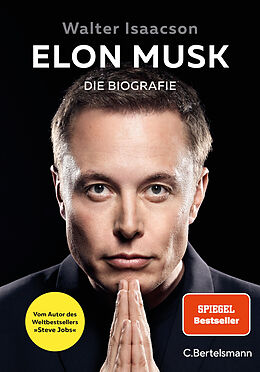 Walter Isaacson
ELON MUSK
DIE BIOGRAFIE
Vom Autor des
Weltbestsellers
»Steve Jobs«
SPIEGEL
Bestseller
C.Bertelsmann